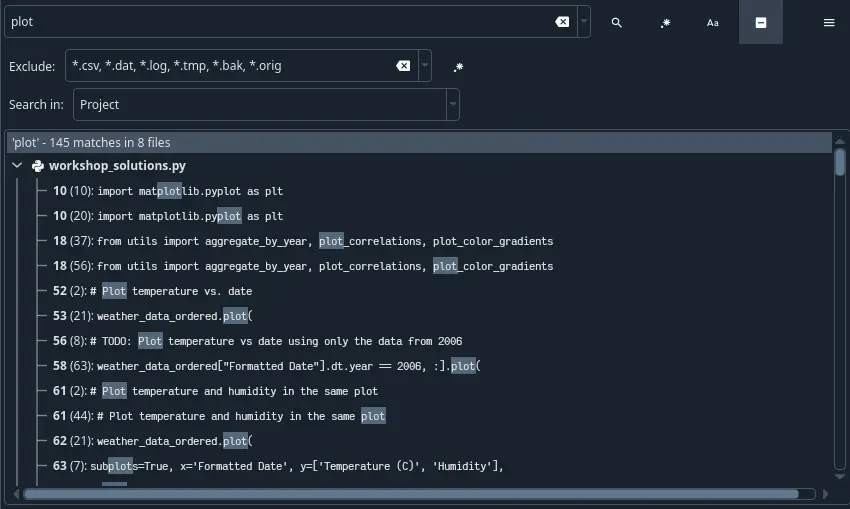 plot
Aa
Exclude: *.csv, *.dat, *.log, *.tmp, *.bak, *.orig
Search in: Project
'plot' - 145 matches in 8 files
workshop_solutions.py
10 (10): import matplotlib.pyplot as plt
10 (20): import matplotlib.pyplot as plt
18 (37): from utils import aggregate_by_year, plot_correlations, plot_color_gradients
18 (56): from utils import aggregate_by_year, plot_correlations, plot_color_gradients
52 (2): # Plot temperature vs. date
53 (21): weather_data_ordered.plot(
56 (8): # TODO: Plot temperature vs date using only the data from 2006
58 (63): weather_data_ordered["Formatted Date"].dt.year == 2006, :].plot(
61 (2): # Plot temperature and humidity in the same plot
61 (44): # Plot temperature and humidity in the same plot
62 (21): weather_data_ordered.plot(
63 (7): subplots=True, x='Formatted Date', y=['Temperature (C)', 'Humidity'],